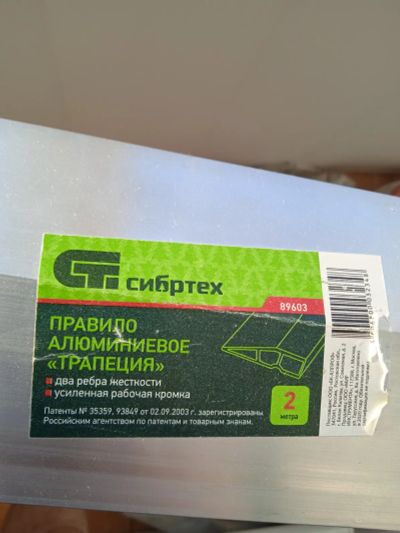 СТ
сибртех
89603
ПРАВИЛО
АЛЮМИНИЕВОЕ
«ТРАПЕЦИЯ»
два ребра жесткости
усиленная рабочая кромка
2
метра
Патенты № 35359, 93849 от 02.09.2003 г. зарегистрированы
Российским агентством по патентам и товарным знакам.